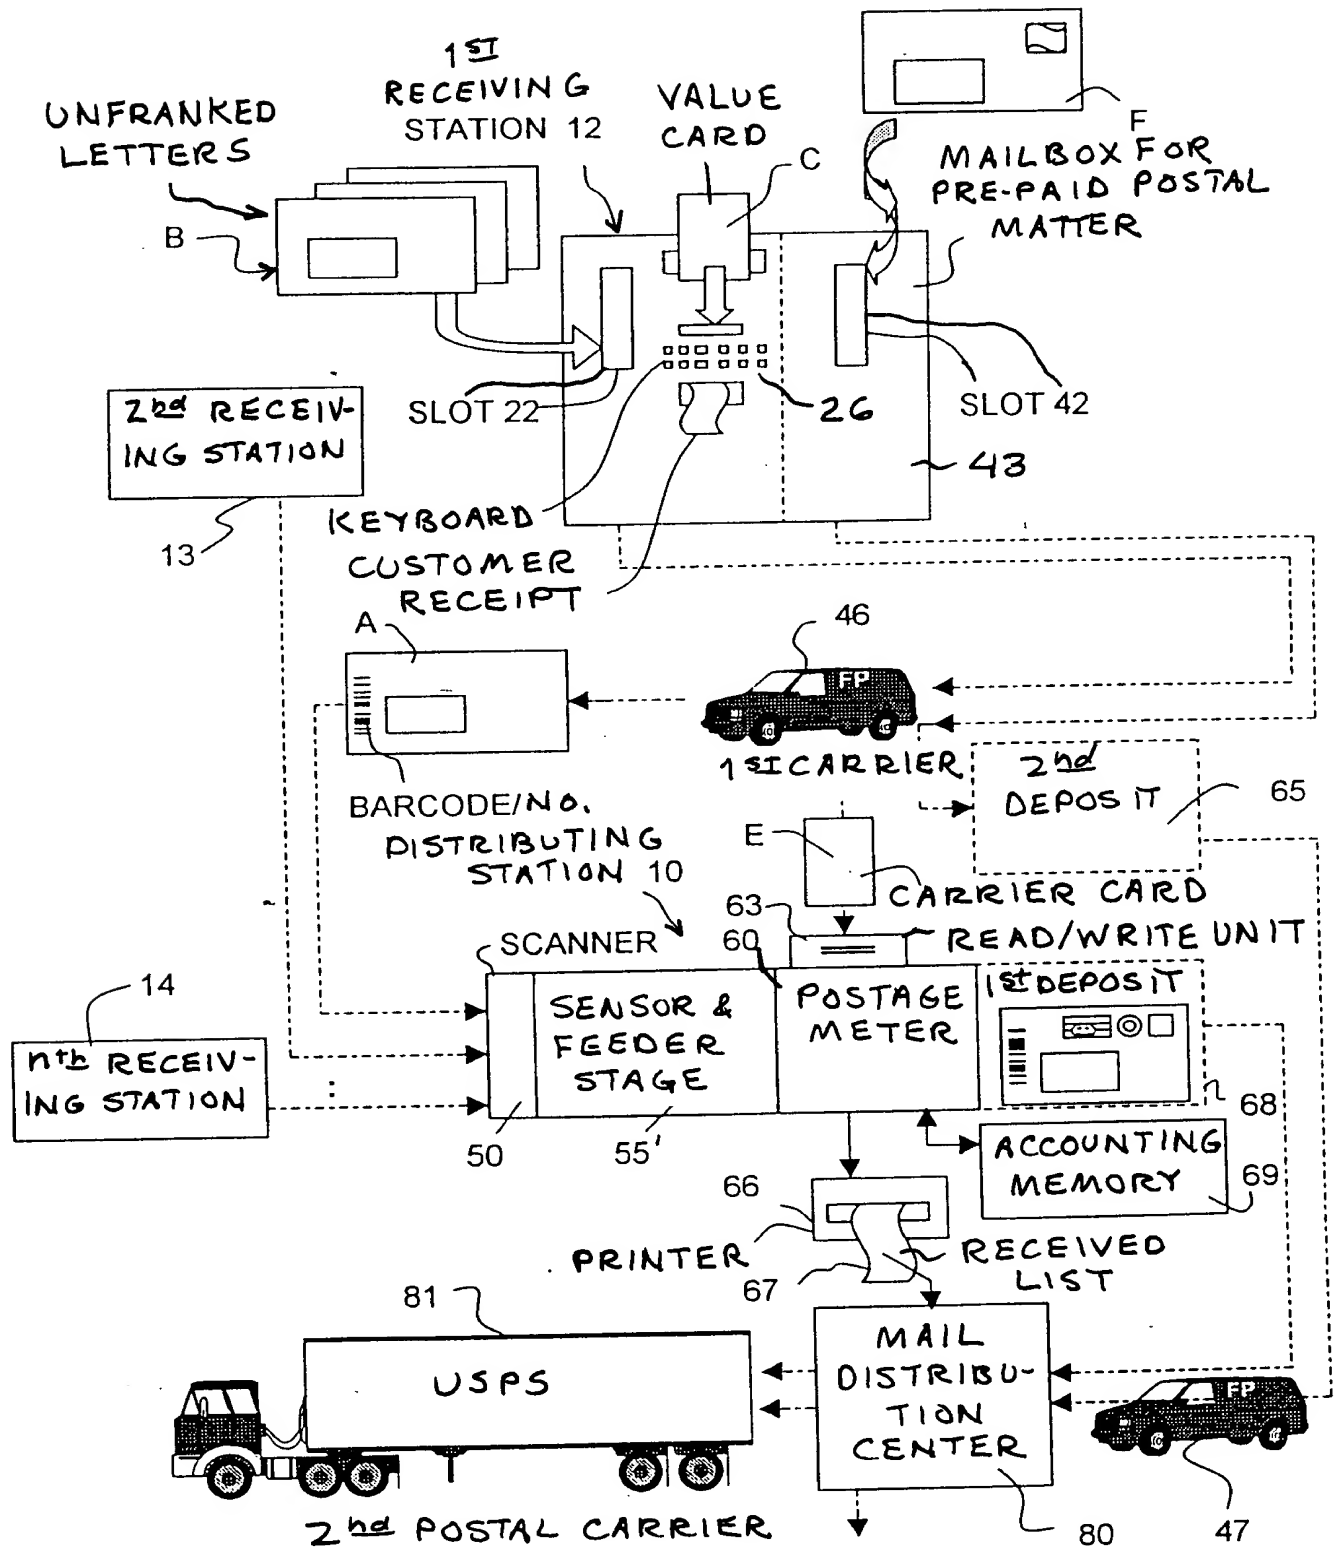 1ST
RECEIVING
STATION 12
UNFRANKED
LETTERS
B
VALUE
CARD
C
F
MAILBOX FOR
PRE-PAID POSTAL
MATTER
SLOT 22
26
SLOT 42
43
2nd RECEIV-
ING STATION
13
KEYBOARD
CUSTOMER
RECEIPT
A
46
FP
1ST CARRIER
2nd
DEPOSIT
65
BARCODE/NO.
DISTRIBUTING
STATION 10
E
CARRIER CARD
63
READ/WRITE UNIT
60
SCANNER
SENSOR &
FEEDER
STAGE
POSTAGE
METER
1st DEPOSIT
14
nth RECEIV-
ING STATION
:
50
55'
68
ACCOUNTING
MEMORY
69
66
PRINTER
67
RECEIVED
LIST
81
USPS
MAIL
DISTRIBU-
TION
CENTER
FP
2nd POSTAL CARRIER
80
47